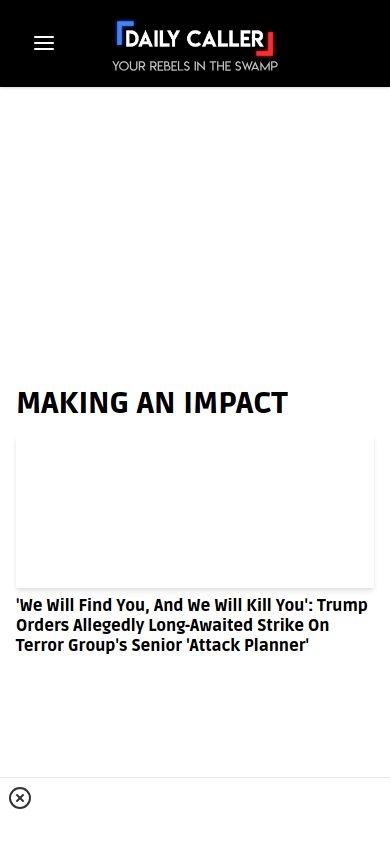 DAILY CALLER
YOUR REBELS IN THE SWAMP
MAKING AN IMPACT
'We Will Find You, And We Will Kill You': Trump
Orders Allegedly Long-Awaited Strike On
Terror Group's Senior 'Attack Planner'